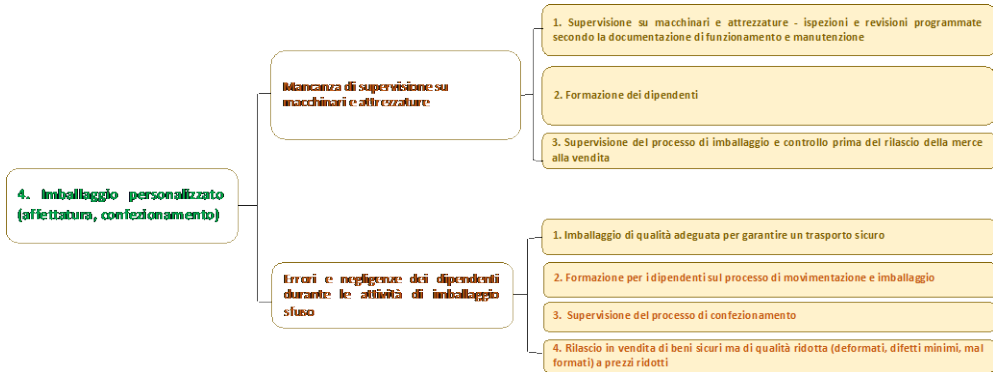 4. Imballaggio personalizzato
(affettatura, confezionamento)
Mancanza di supervisione su
macchinari e attrezzature
1. Supervisione su macchinari e attrezzature - ispezioni e revisioni programmate
secondo la documentazione di funzionamento e manutenzione
2. Formazione dei dipendenti
3. Supervisione del processo di imballaggio e controllo prima del rilascio della merce
alla vendita
Errori e negligenze dei dipendenti
durante le attività di imballaggio
sfuso
1. Imballaggio di qualità adeguata per garantire un trasporto sicuro
2. Formazione per i dipendenti sul processo di movimentazione e imballaggio
3. Supervisione del processo di confezionamento
4. Rilascio in vendita di beni sicuri ma di qualità ridotta (deformati, difetti minimi, mal
formati) a prezzi ridotti